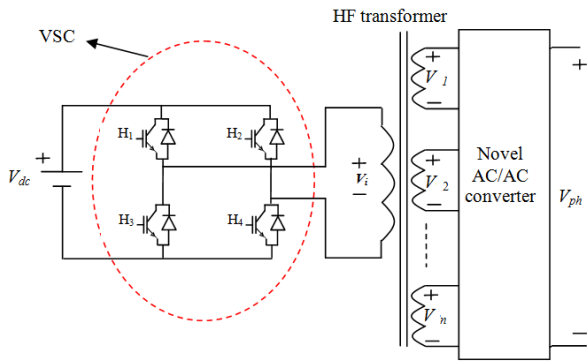 HF transformer
VSC
H1
H2
H3
H4
+
Vdc
+
Vi
−
+
V1
−
+
V2
−
+
Vn
−
Novel
AC/AC
converter
+
Vph
−